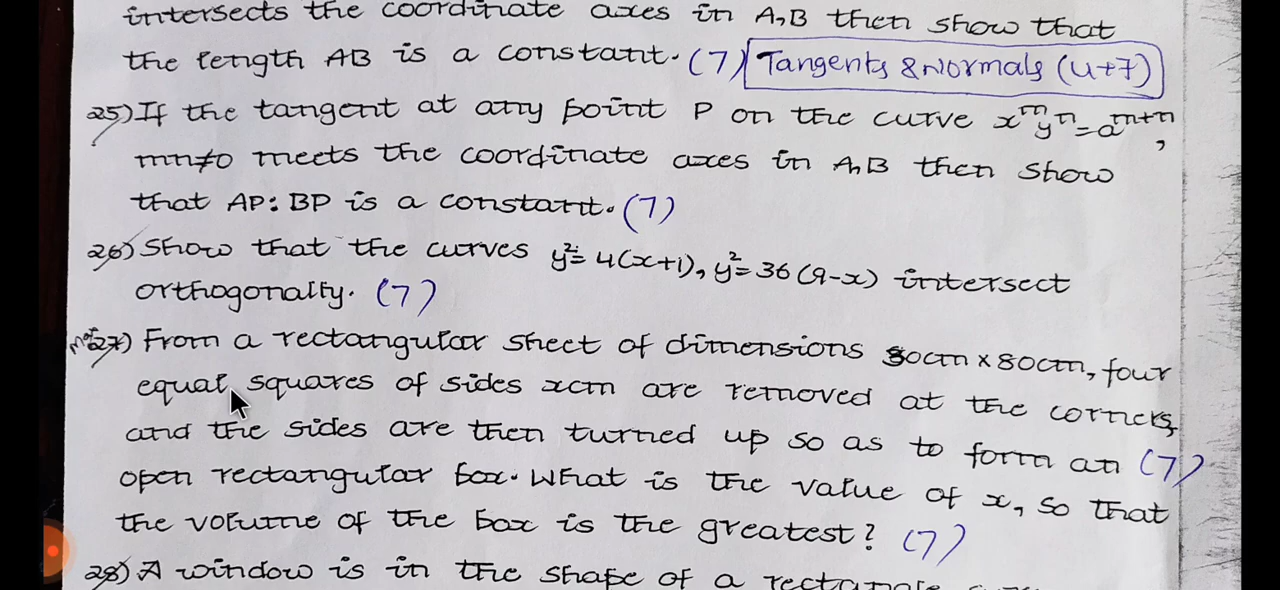 intersects the coordinate axes in A,B then show that
the length AB is a constant. (7) Tangents & Normals (4+7)
25) If the tangent at any point P on the curve xᵐyⁿ=aᵐ⁺ⁿ,
mn≠0 meets the coordinate axes in A,B then show
that AP:BP is a constant. (7)
26) Show that the curves y²=4(x+1), y²=36(9-x) intersect
orthogonally. (7)
27) From a rectangular sheet of dimensions 30cm x 80cm, four
equal squares of sides xcm are removed at the corners,
and the sides are then turned up so as to form an (7)
open rectangular box. What is the value of x, so that
the volume of the box is the greatest? (7)
28) A window is in the shape of a rectangle